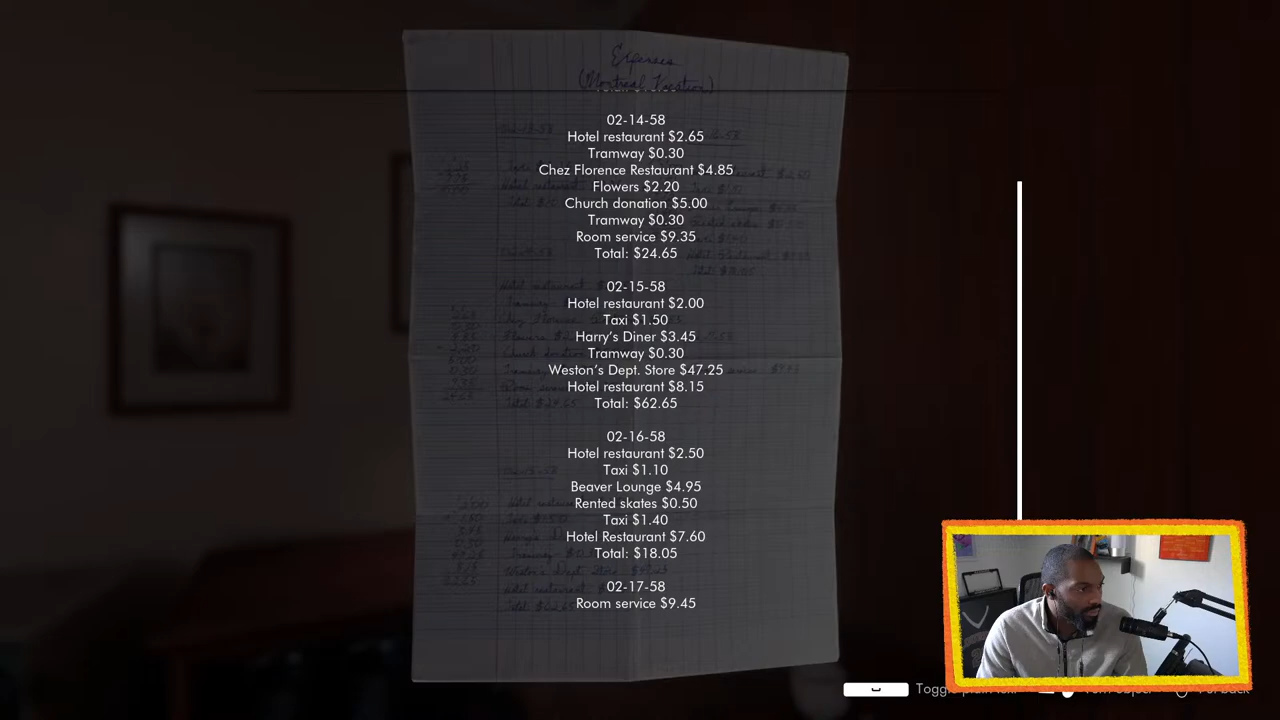 Expenses
(Montreal Vacation)
02-14-58
Hotel restaurant $2.65
Tramway $0.30
Chez Florence Restaurant $4.85
Flowers $2.20
Church donation $5.00
Tramway $0.30
Room service $9.35
Total: $24.65
02-15-58
Hotel restaurant $2.00
Taxi $1.50
Harry's Diner $3.45
Tramway $0.30
Weston's Dept. Store $47.25
Hotel restaurant $8.15
Total: $62.65
02-16-58
Hotel restaurant $2.50
Taxi $1.10
Beaver Lounge $4.95
Rented skates $0.50
Taxi $1.40
Hotel Restaurant $7.60
Total: $18.05
02-17-58
Room service $9.45